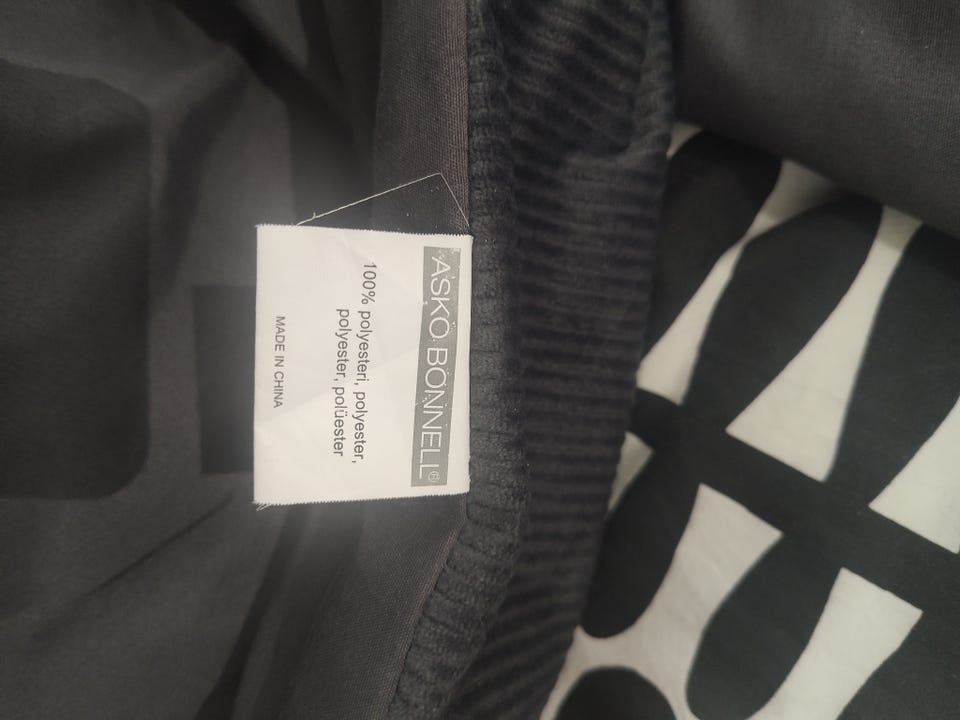 ASKO BONNELL®
100% polyesteri, polyester,
polyester, polüester
MADE IN CHINA